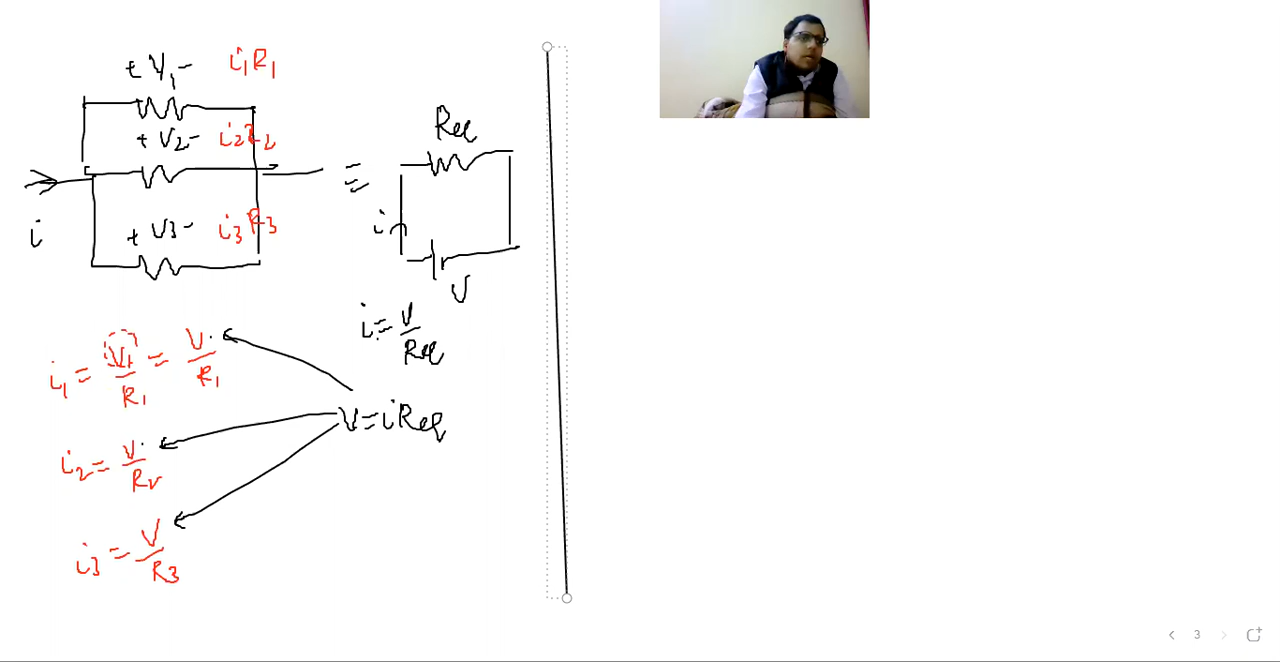 + V1 - i1R1
+ V2 - i2R2
+ V3 - i3R3
i
≡
Req
i
V
i = V/Req
i1 = V1/R1 = V/R1
V = iReq
i2 = V/R2
i3 = V/R3
3